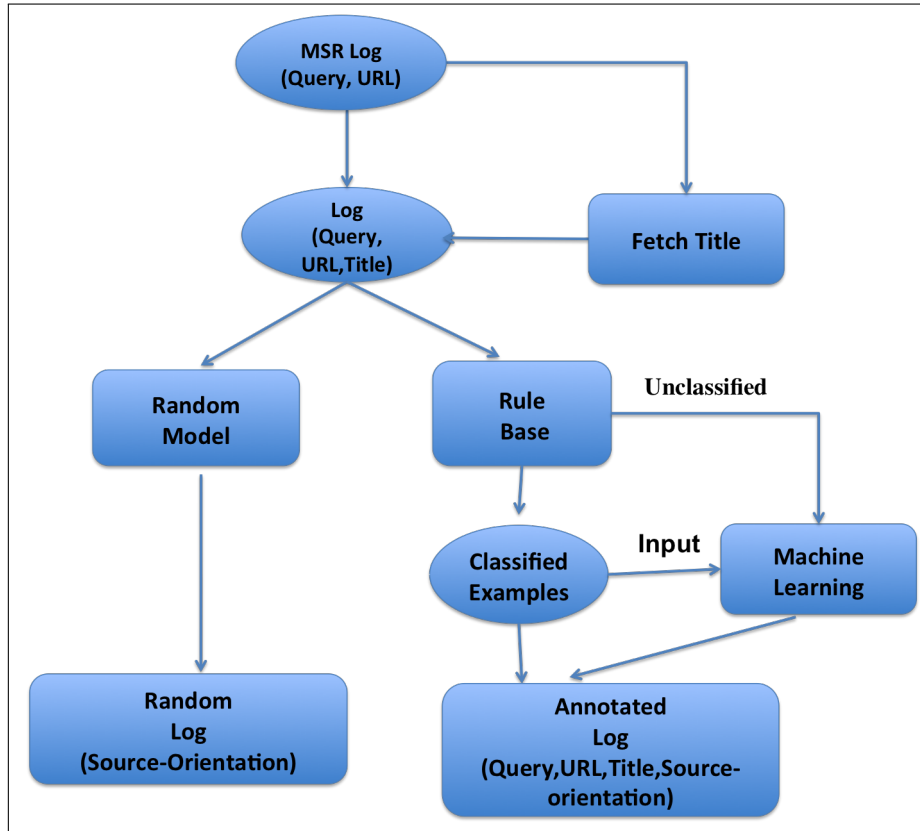 MSR Log
(Query, URL)
Log
(Query,
URL,Title)
Fetch Title
Random
Model
Rule
Base
Unclassified
Classified
Examples
Input
Machine
Learning
Random
Log
(Source-Orientation)
Annotated
Log
(Query,URL,Title,Source-
orientation)